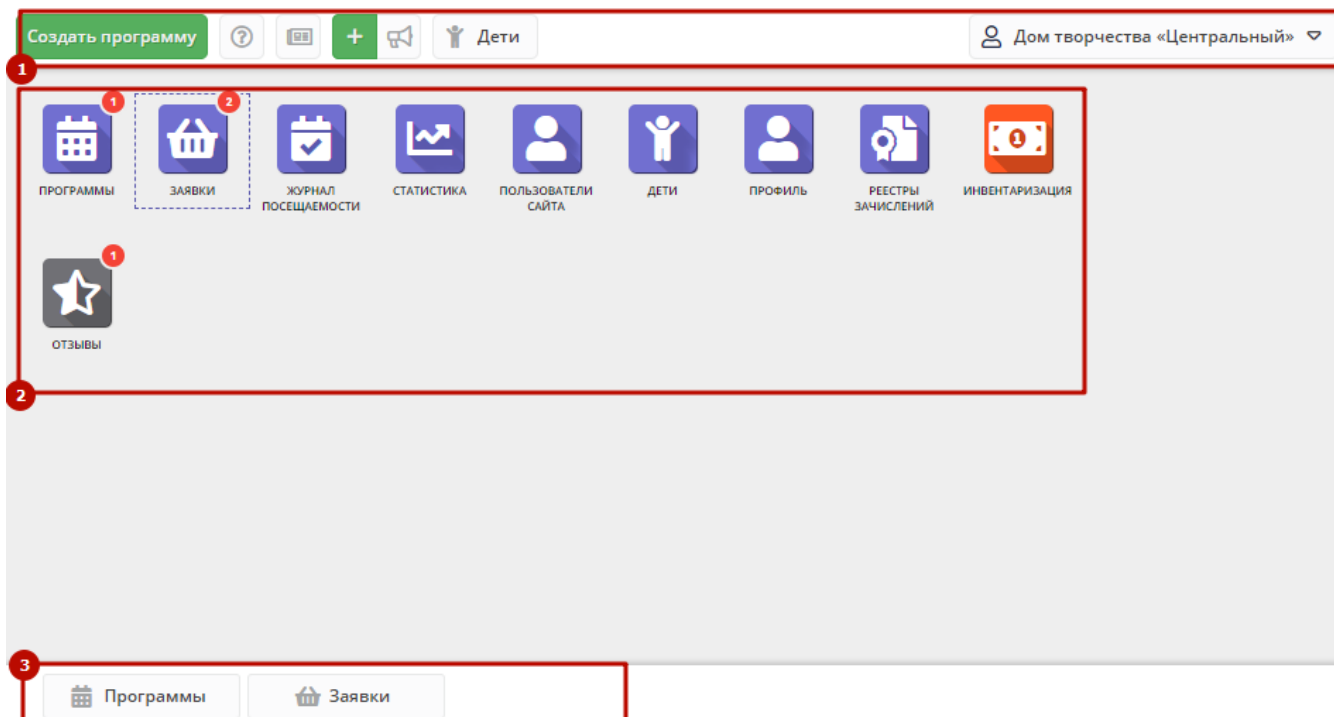 Создать программу ? + Дети Дом творчества «Центральный»
1
1 2
ПРОГРАММЫ ЗАЯВКИ ЖУРНАЛ ПОСЕЩАЕМОСТИ СТАТИСТИКА ПОЛЬЗОВАТЕЛИ САЙТА ДЕТИ ПРОФИЛЬ РЕЕСТРЫ ЗАЧИСЛЕНИЙ 1 ИНВЕНТАРИЗАЦИЯ
1
ОТЗЫВЫ
2
3
Программы Заявки